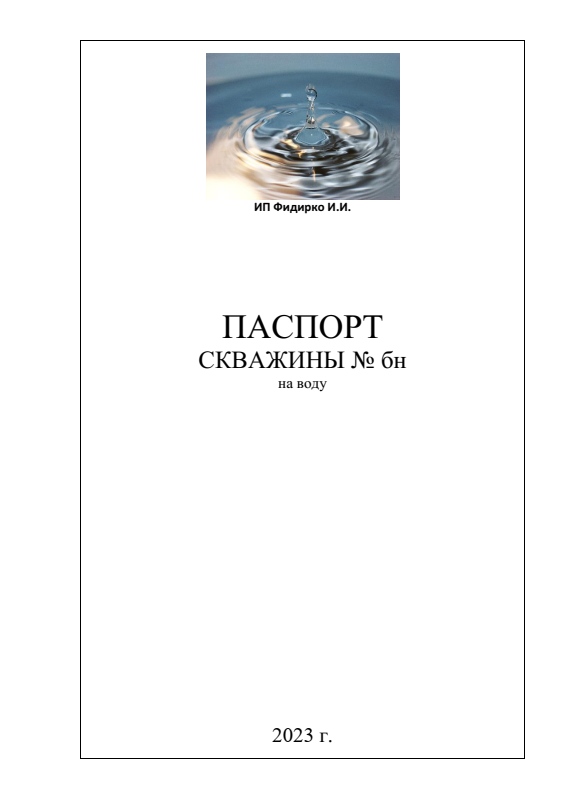 ИП Фидирко И.И.
ПАСПОРТ
СКВАЖИНЫ № бн
на воду
2023 г.